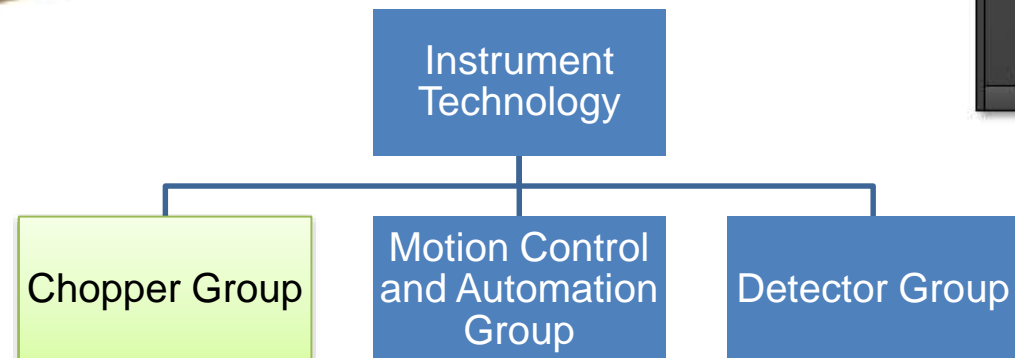 Instrument
Technology
Chopper Group
Motion Control
and Automation
Group
Detector Group